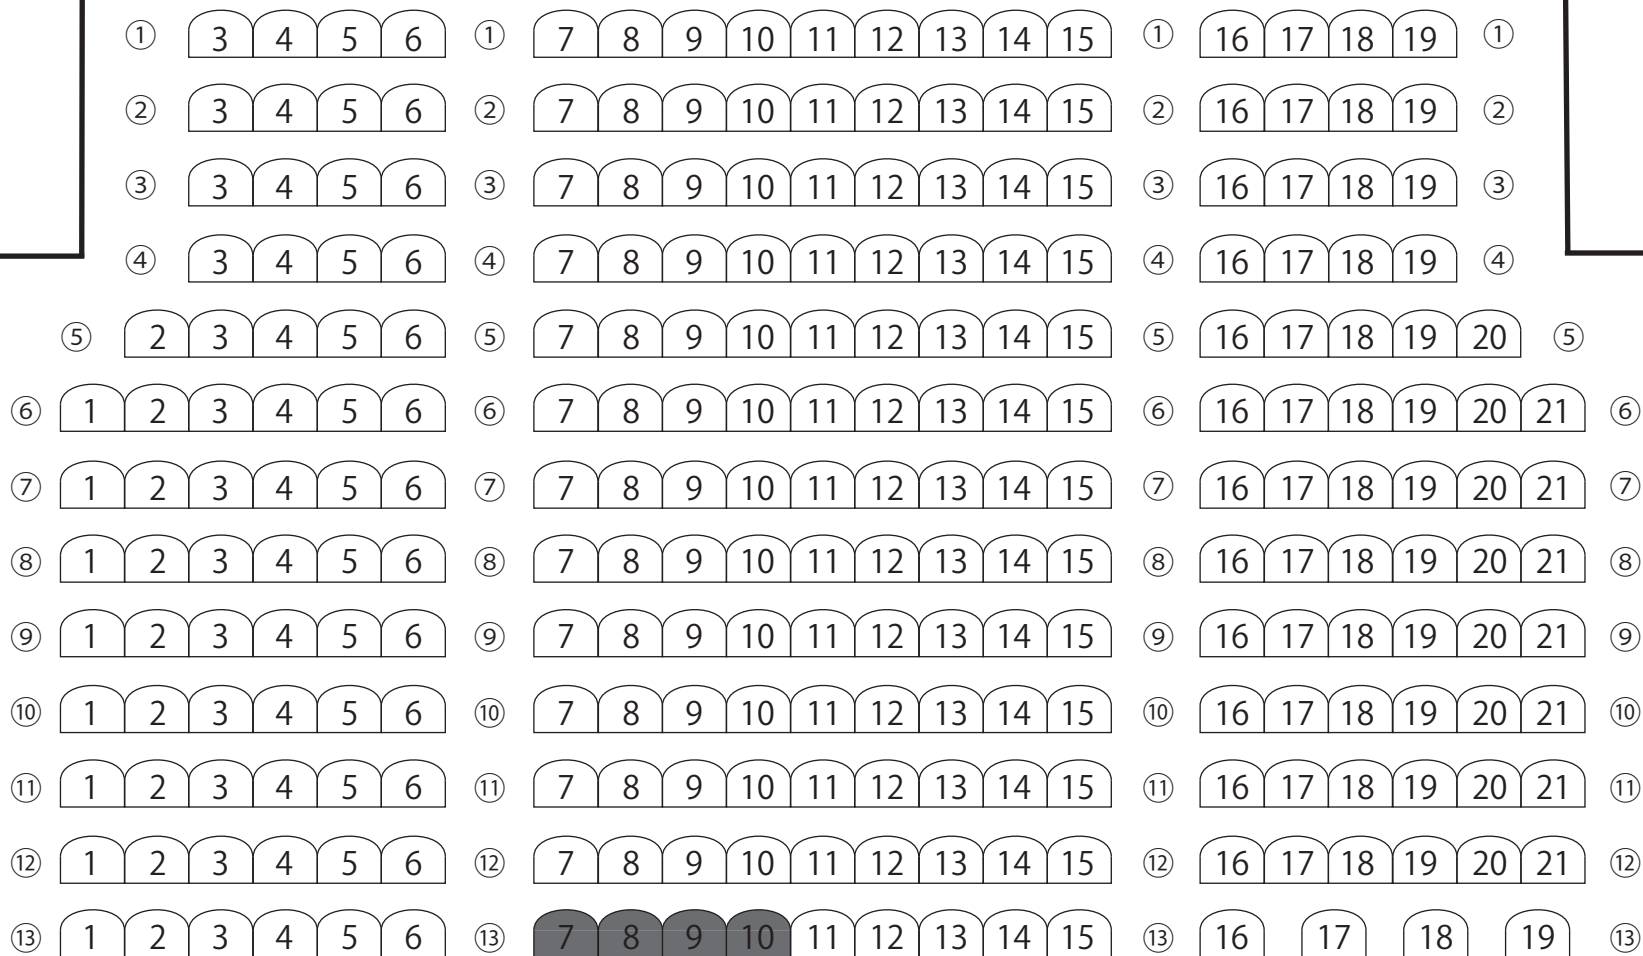 ① 3 4 5 6 ① 7 8 9 10 11 12 13 14 15 ① 16 17 18 19 ①
② 3 4 5 6 ② 7 8 9 10 11 12 13 14 15 ② 16 17 18 19 ②
③ 3 4 5 6 ③ 7 8 9 10 11 12 13 14 15 ③ 16 17 18 19 ③
④ 3 4 5 6 ④ 7 8 9 10 11 12 13 14 15 ④ 16 17 18 19 ④
⑤ 2 3 4 5 6 ⑤ 7 8 9 10 11 12 13 14 15 ⑤ 16 17 18 19 20 ⑤
⑥ 1 2 3 4 5 6 ⑥ 7 8 9 10 11 12 13 14 15 ⑥ 16 17 18 19 20 21 ⑥
⑦ 1 2 3 4 5 6 ⑦ 7 8 9 10 11 12 13 14 15 ⑦ 16 17 18 19 20 21 ⑦
⑧ 1 2 3 4 5 6 ⑧ 7 8 9 10 11 12 13 14 15 ⑧ 16 17 18 19 20 21 ⑧
⑨ 1 2 3 4 5 6 ⑨ 7 8 9 10 11 12 13 14 15 ⑨ 16 17 18 19 20 21 ⑨
⑩ 1 2 3 4 5 6 ⑩ 7 8 9 10 11 12 13 14 15 ⑩ 16 17 18 19 20 21 ⑩
⑪ 1 2 3 4 5 6 ⑪ 7 8 9 10 11 12 13 14 15 ⑪ 16 17 18 19 20 21 ⑪
⑫ 1 2 3 4 5 6 ⑫ 7 8 9 10 11 12 13 14 15 ⑫ 16 17 18 19 20 21 ⑫
⑬ 1 2 3 4 5 6 ⑬ 7 8 9 10 11 12 13 14 15 ⑬ 16 17 18 19 ⑬